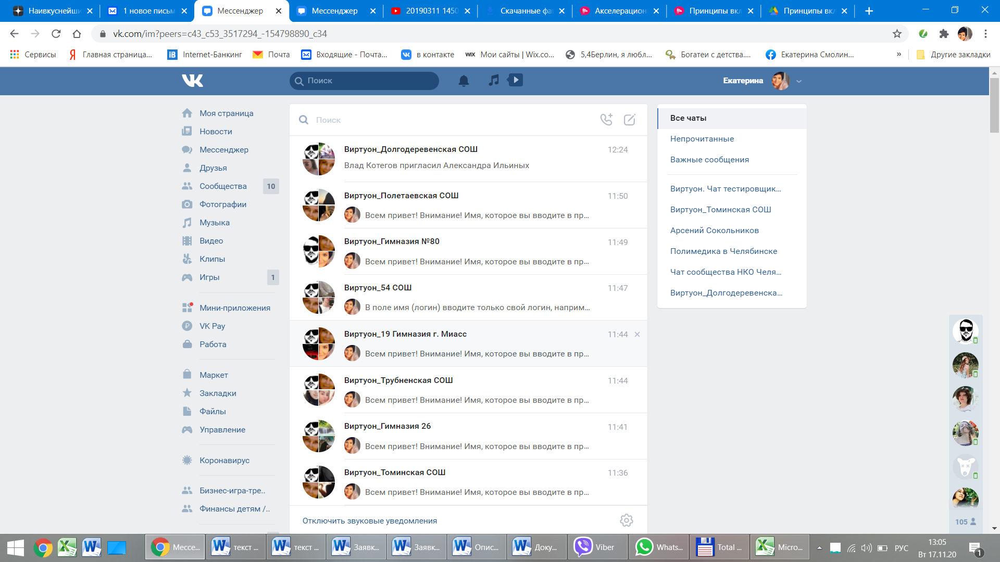 Наивкуснейши
1 новое письм
Мессенджер
Мессенджер
20190311 1450
Скачанные фа
Акселерацион
Принципы вкл
Принципы вкл
vk.com/im?peers=c43_c53_3517294_-154798890_c34
Сервисы
Главная страница...
Internet-Банкинг
Почта
Входящие - Почта...
в контакте
WIX Мои сайты | Wix.co...
5,4Берлин, я любл...
Богатеи с детства....
Екатерина Смолин...
»
Другие закладки
Поиск
Екатерина
Моя страница
Новости
Мессенджер
Друзья
Сообщества 10
Фотографии
Музыка
Видео
Клипы
Игры 1
Мини-приложения
VK Pay
Работа
Маркет
Закладки
Файлы
Управление
Коронавирус
Бизнес-игра-тре..
Финансы детям /..
Поиск
Виртуон_Долгодеревенская СОШ 12:24
Влад Котегов пригласил Александра Ильиных
Виртуон_Полетаевская СОШ 11:50
Всем привет! Внимание! Имя, которое вы вводите в пр...
Виртуон_Гимназия №80 11:49
Всем привет! Внимание! Имя, которое вы вводите в пр...
Виртуон_54 СОШ 11:47
В поле имя (логин) вводите только свой логин, наприм...
Виртуон_19 Гимназия г. Миасс 11:44
Всем привет! Внимание! Имя, которое вы вводите в пр...
Виртуон_Трубненская СОШ 11:44
Всем привет! Внимание! Имя, которое вы вводите в пр...
Виртуон_Гимназия 26 11:41
Всем привет! Внимание! Имя, которое вы вводите в пр...
Виртуон_Томинская СОШ 11:36
Всем привет! Внимание! Имя, которое вы вводите в пр...
Отключить звуковые уведомления
Все чаты
Непрочитанные
Важные сообщения
Виртуон. Чат тестировщик...
Виртуон_Томинская СОШ
Арсений Сокольников
Полимедика в Челябинске
Чат сообщества НКО Челя...
Виртуон_Долгодеревенска...
105
Мессе...
текст ...
текст ...
Заявк...
Заявк...
Опис...
Доку...
Viber
Whats...
Total ...
Micro...
РУС
13:05
Вт 17.11.20
1